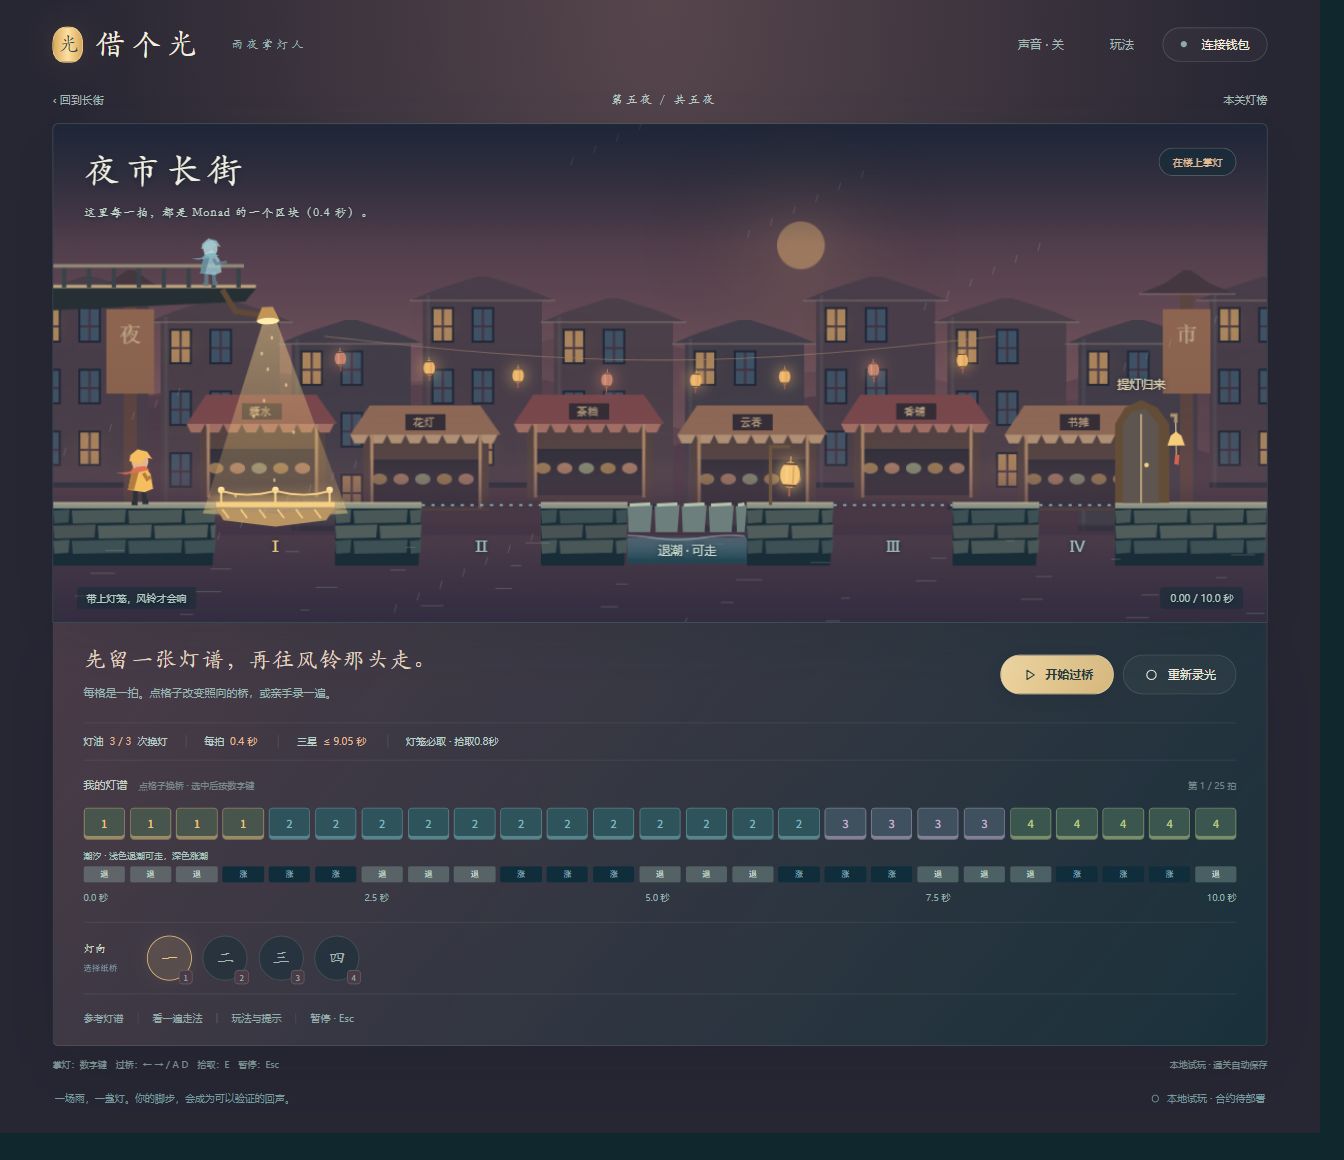 光 借个光 雨夜掌灯人 声音·关 玩法 连接钱包
‹ 回到长街 第五夜 / 共五夜 本关灯榜
夜市长街 在楼上掌灯
这里每一拍，都是 Monad 的一个区块（0.4 秒）。
夜 市
提灯归来
糖水 花灯 茶档 云吞 香铺 书摊
I II 退潮·可走 III IV
带上灯笼，风铃才会响 0.00 / 10.0 秒
先留一张灯谱，再往风铃那头走。
每格是一拍。点格子改变照向的桥，或亲手录一遍。
开始过桥 重新录光
灯油 3 / 3 次换灯 每拍 0.4 秒 三星 ≤ 9.05 秒 灯笼必取·拾取0.8秒
我的灯谱 点格子换桥·选中后按数字键 第 1 / 25 拍
1 1 1 1 2 2 2 2 2 2 2 2 2 2 2 2 3 3 3 3 4 4 4 4 4
潮汐·浅色退潮可走，深色涨潮
退 退 退 涨 涨 涨 退 退 退 涨 涨 涨 退 退 退 涨 涨 涨 退 退 退 涨 涨 涨 退
0.0 秒 2.5 秒 5.0 秒 7.5 秒 10.0 秒
灯向 一 二 三 四
选择纸桥 1 2 3 4
参考灯谱 看一遍走法 玩法与提示 暂停·Esc
掌灯：数字键 过桥：←→ / A D 拾取：E 暂停：Esc 本地试玩·通关自动保存
一场雨，一盏灯。你的脚步，会成为可以验证的回声。 本地试玩·合约待部署